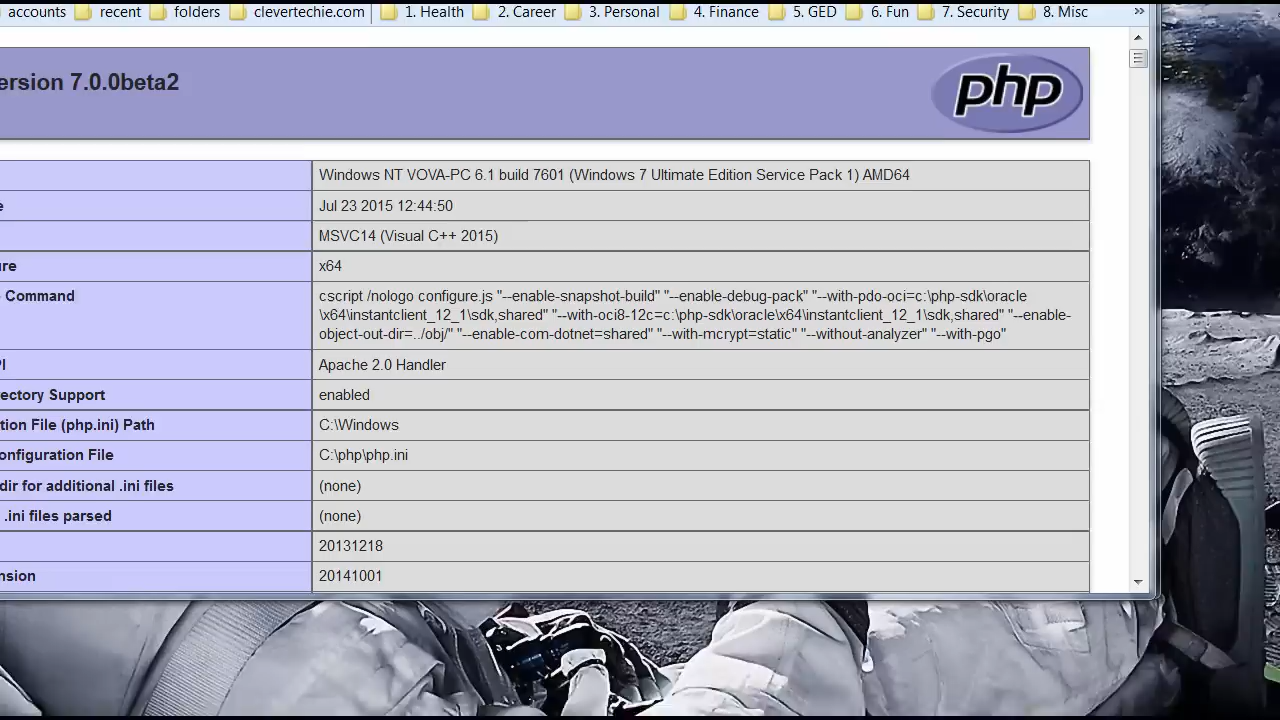 accounts recent folders clevertechie.com 1. Health 2. Career 3. Personal 4. Finance 5. GED 6. Fun 7. Security 8. Misc »
ersion 7.0.0beta2
php
Windows NT VOVA-PC 6.1 build 7601 (Windows 7 Ultimate Edition Service Pack 1) AMD64
e Jul 23 2015 12:44:50
MSVC14 (Visual C++ 2015)
ure x64
Command cscript /nologo configure.js "--enable-snapshot-build" "--enable-debug-pack" "--with-pdo-oci=c:\php-sdk\oracle
\x64\instantclient_12_1\sdk,shared" "--with-oci8-12c=c:\php-sdk\oracle\x64\instantclient_12_1\sdk,shared" "--enable-
object-out-dir=../obj/" "--enable-com-dotnet=shared" "--with-mcrypt=static" "--without-analyzer" "--with-pgo"
PI Apache 2.0 Handler
rectory Support enabled
tion File (php.ini) Path C:\Windows
onfiguration File C:\php\php.ini
dir for additional .ini files (none)
.ini files parsed (none)
20131218
nsion 20141001